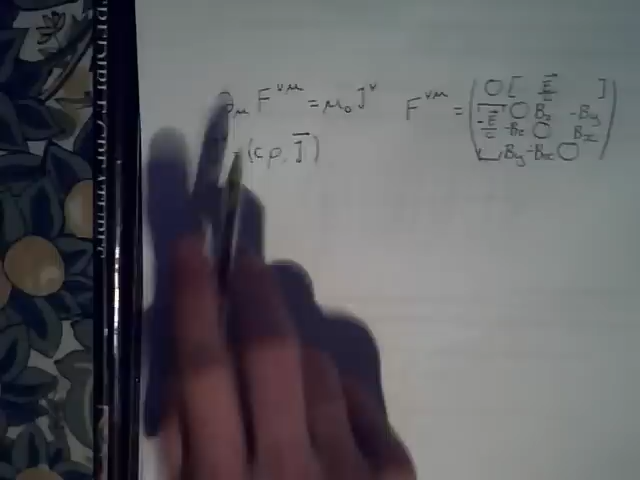 ∂μ F^νμ = μ₀ J^ν F^νμ = ( 0 [ E⃗/c ]
-E⃗/c 0 Bz -By
-Bz 0 Bx
By -Bx 0 )
(cρ, J⃗)